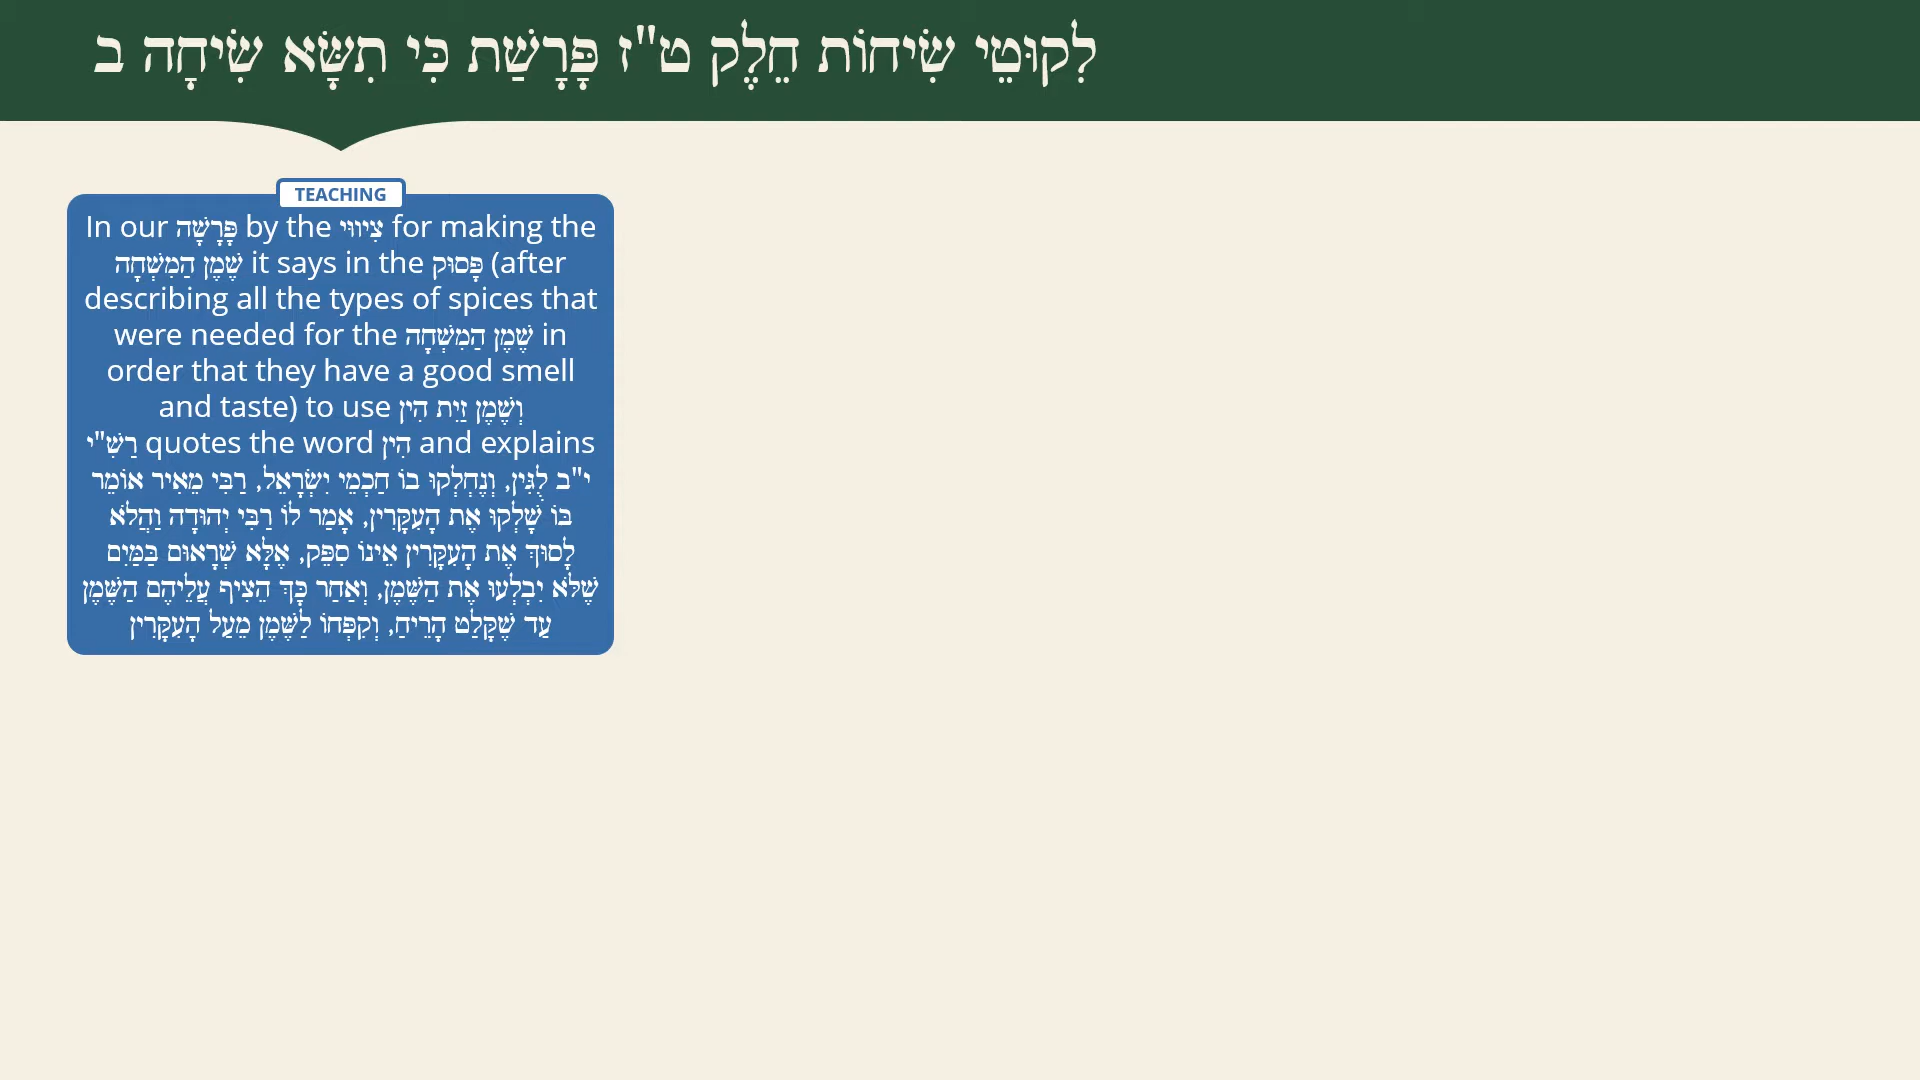 לִקוּטֵי שִׂיחוֹת חֵלֶק ט"ז פָּרָשַׁת כִּי תִשָּׂא שִׂיחָה ב
TEACHING
In our פָּרָשָׁה by the צִיוּוּי for making the
שֶׁמֶן הַמִשְׁחָה it says in the פָּסוּק (after
describing all the types of spices that
were needed for the שֶׁמֶן הַמִשְׁחָה in
order that they have a good smell
and taste) to use וְשֶׁמֶן זַיִת הִין
רַשִׁ"י quotes the word הִין and explains
י"ב לֻגִּין, וְנֶחְלְקוּ בוֹ חַכְמֵי יִשְׂרָאֵל, רַבִּי מֵאִיר אוֹמֵר
בּוֹ שָׁלְקוּ אֶת הָעִקָּרִין, אָמַר לוֹ רַבִּי יְהוּדָה וַהֲלֹא
לָסוּךְ אֶת הָעִקָּרִין אֵינוֹ סִפֵּק, אֶלָּא שְׁרָאוּם בַּמַּיִם
שֶׁלֹּא יִבְלְעוּ אֶת הַשֶּׁמֶן, וְאַחַר כָּךְ הֵצִיף עֲלֵיהֶם הַשֶּׁמֶן
עַד שֶׁקָּלַט הָרֵיחַ, וְקִפְּחוֹ לַשֶּׁמֶן מֵעַל הָעִקָּרִין